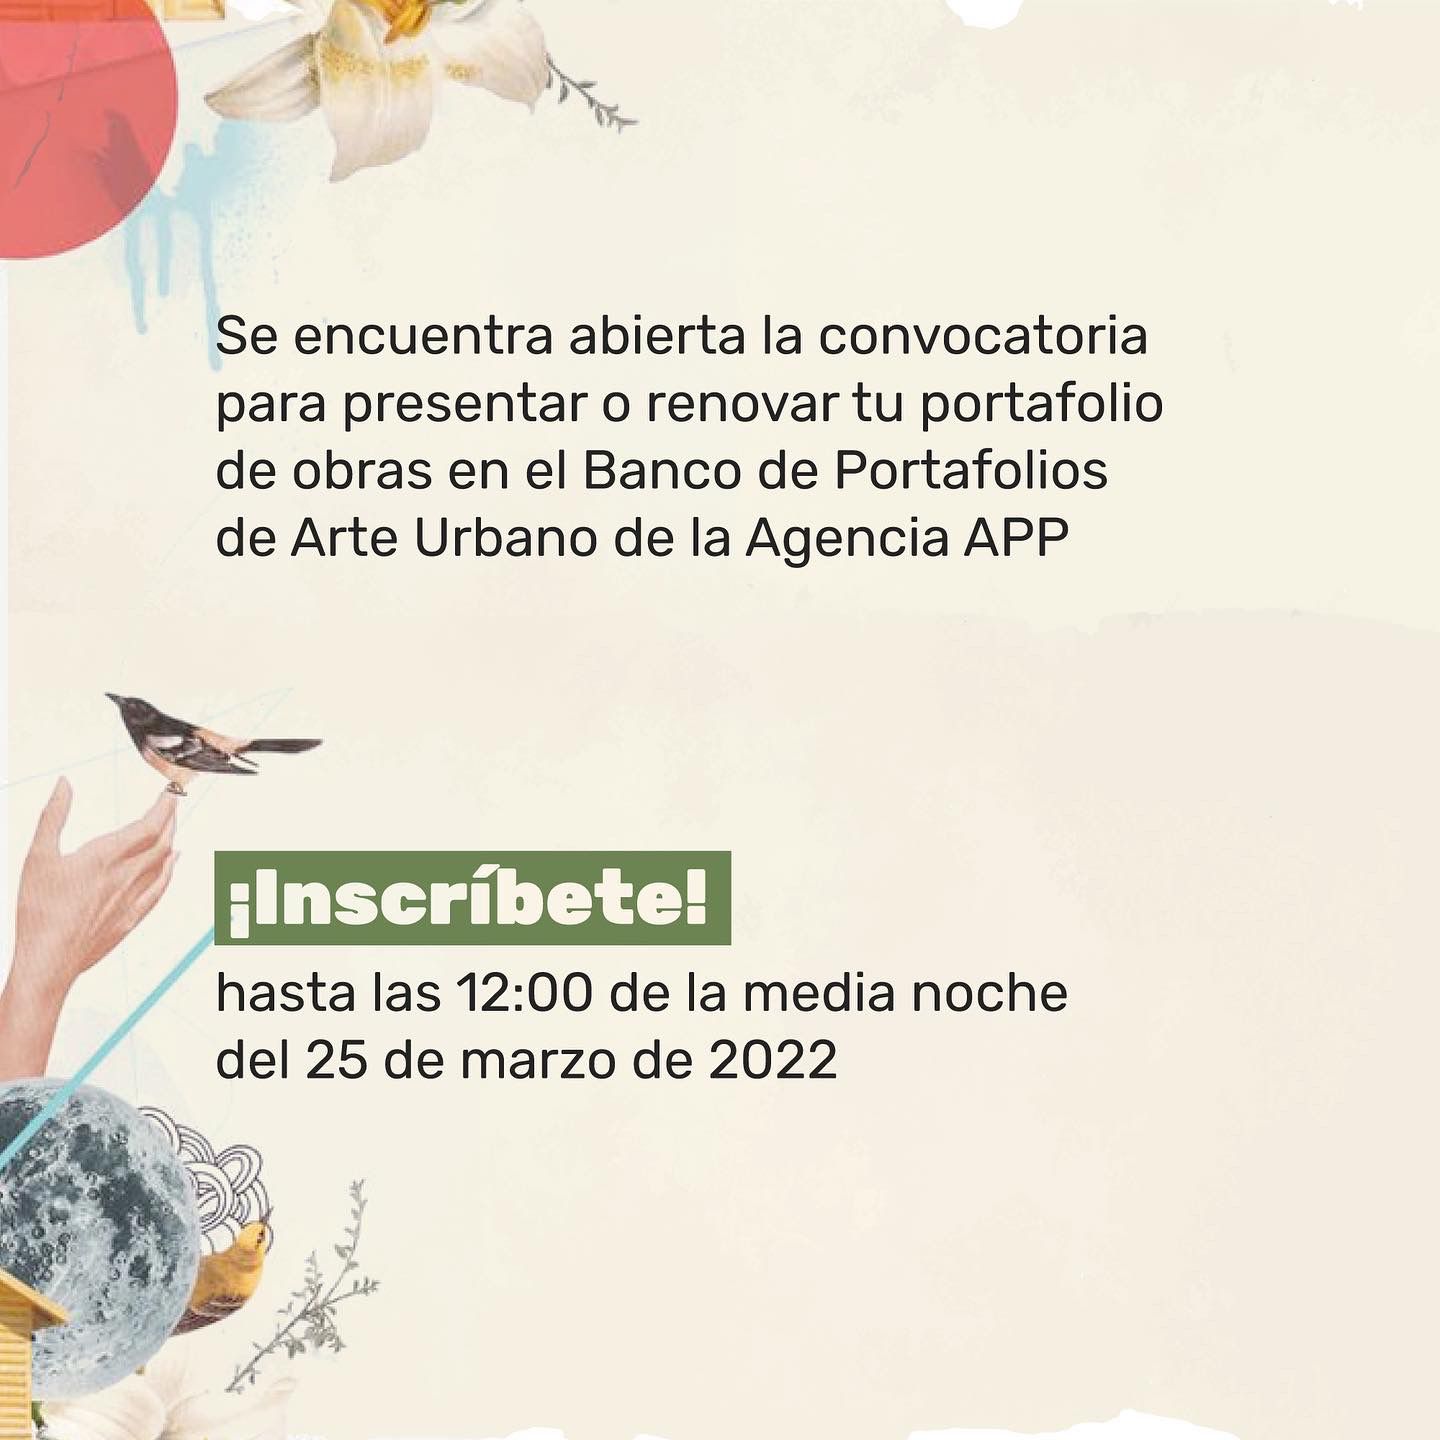 Se encuentra abierta la convocatoria
para presentar o renovar tu portafolio
de obras en el Banco de Portafolios
de Arte Urbano de la Agencia APP
¡Inscríbete!
hasta las 12:00 de la media noche
del 25 de marzo de 2022